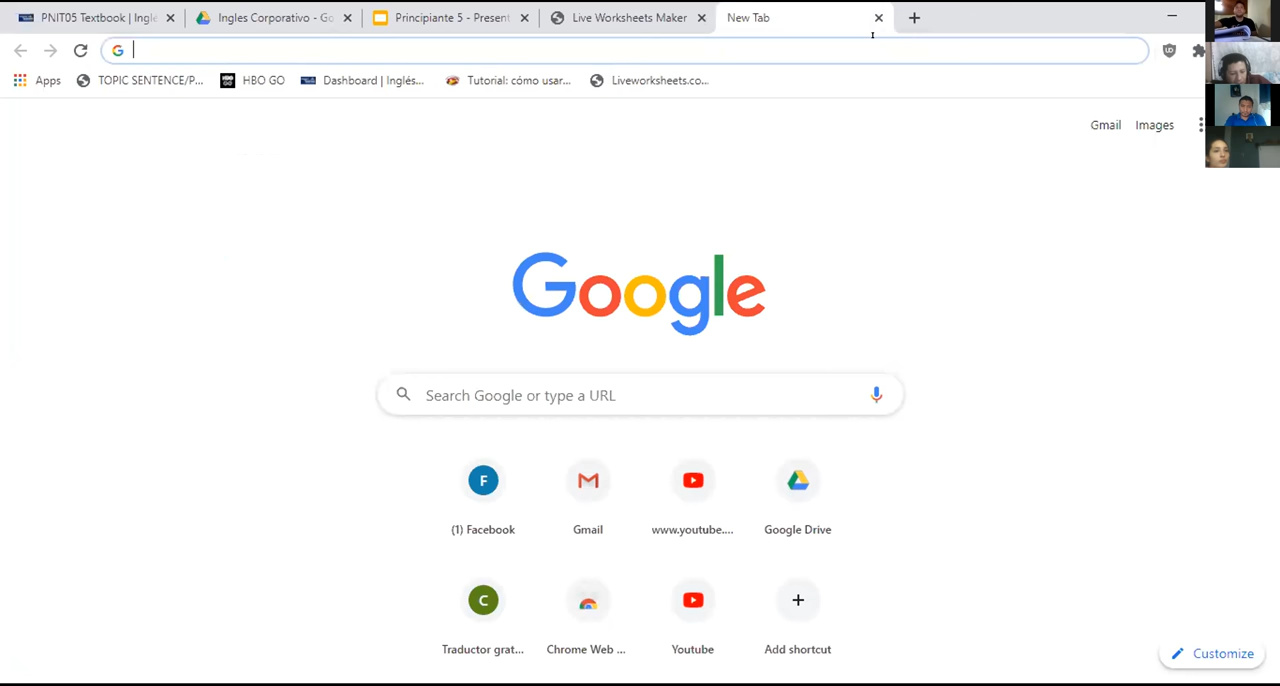 PNIT05 Textbook | Ingle
Ingles Corporativo - Go
Principiante 5 - Present
Live Worksheets Maker
New Tab
G
UD
Apps
TOPIC SENTENCE/P...
HBO GO
Dashboard | Inglés...
Tutorial: cómo usar...
Liveworksheets.co...
Gmail
Images
Google
Search Google or type a URL
F
(1) Facebook
Gmail
www.youtube....
Google Drive
C
Traductor grat...
Chrome Web ...
Youtube
Add shortcut
Customize